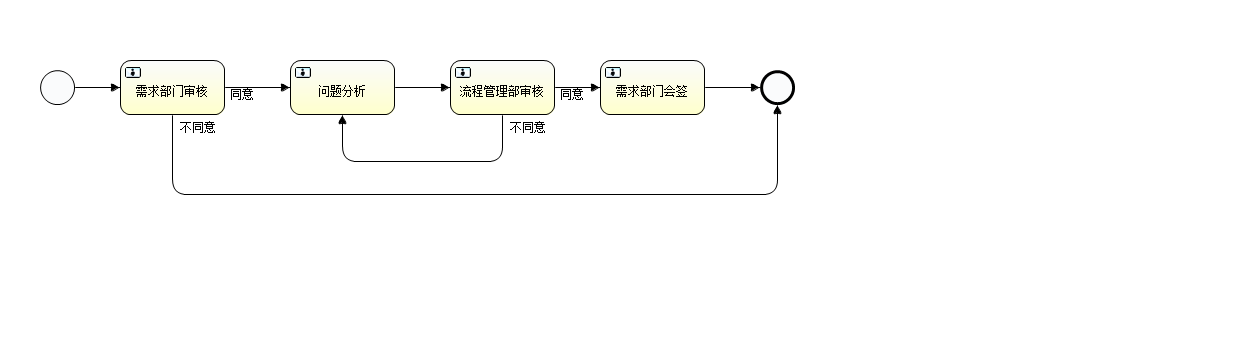 需求部门审核
同意
问题分析
流程管理部审核
同意
需求部门会签
不同意
不同意